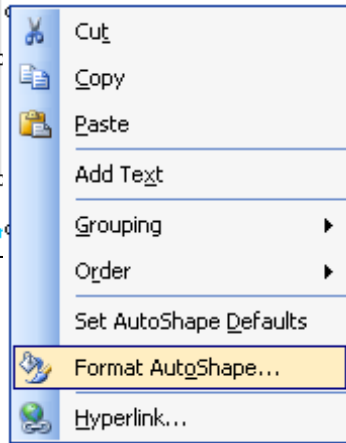 Cut
Copy
Paste
Add Text
Grouping
Order
Set AutoShape Defaults
Format AutoShape...
Hyperlink...